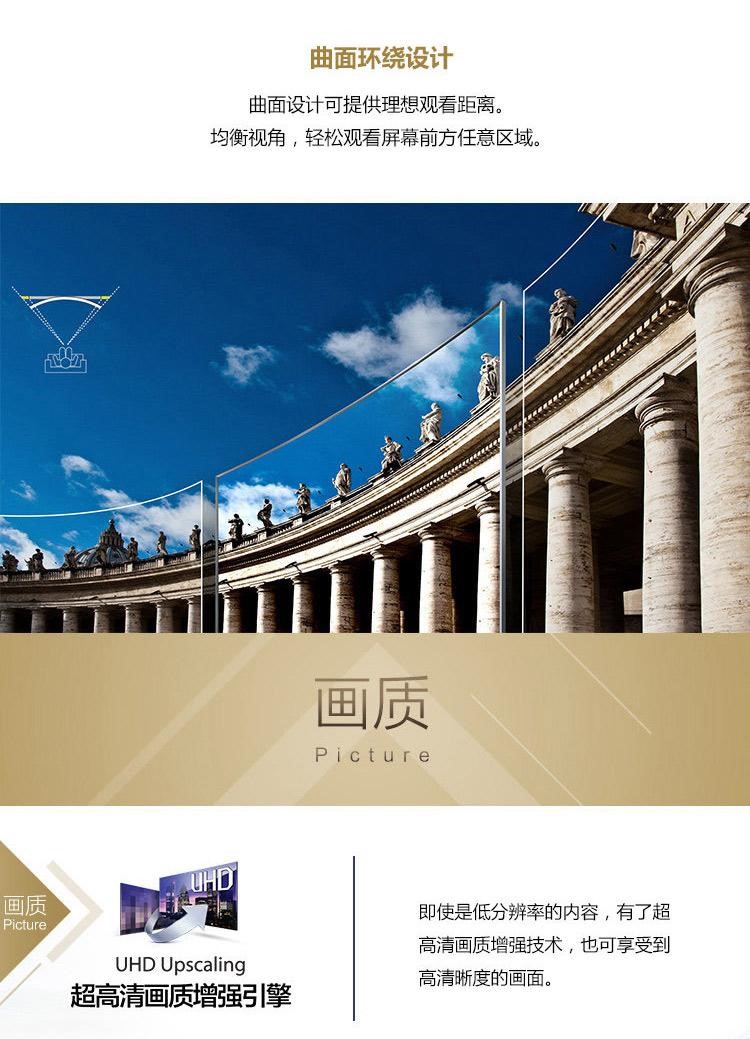 曲面环绕设计
曲面设计可提供理想观看距离。
均衡视角，轻松观看屏幕前方任意区域。
画质
Picture
画质
Picture
UHD
UHD Upscaling
超高清画质增强引擎
即使是低分辨率的内容，有了超
高清画质增强技术，也可享受到
高清晰度的画面。